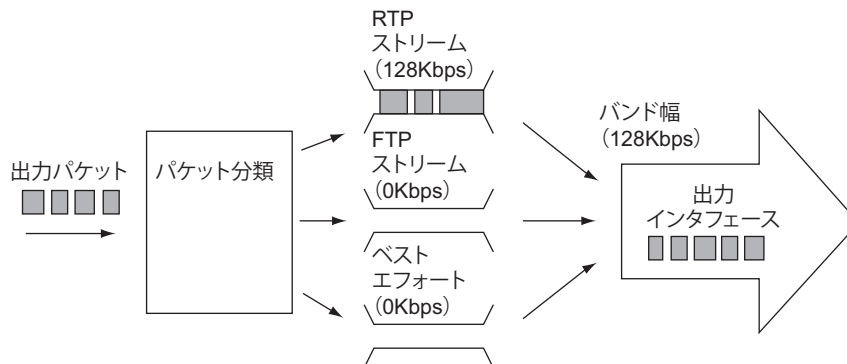 出力パケット
パケット分類
RTP
ストリーム
（128Kbps）
FTP
ストリーム
（0Kbps）
ベスト
エフォート
（0Kbps）
バンド幅
（128Kbps）
出力
インタフェース